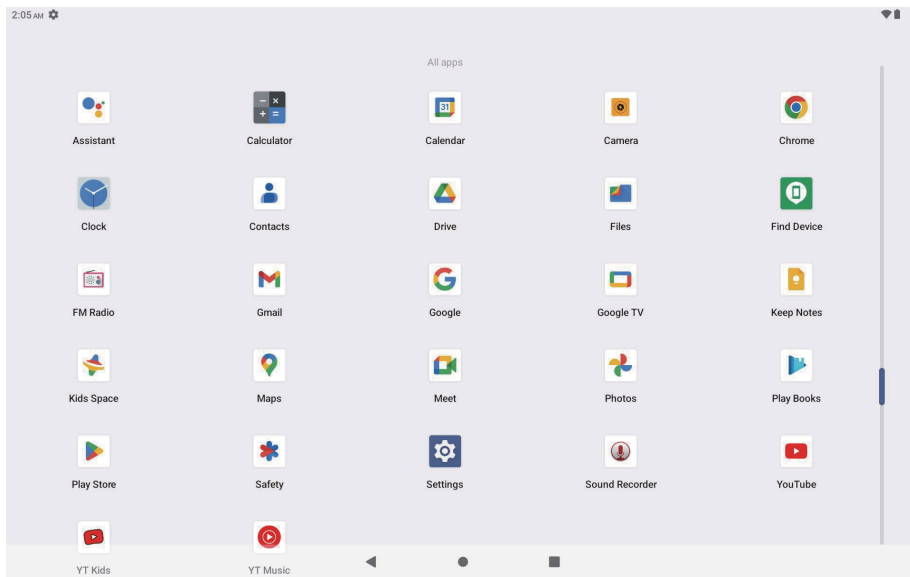 2:05 AM
All apps
31
Assistant Calculator Calendar Camera Chrome
Clock Contacts Drive Files Find Device
FM Radio Gmail Google Google TV Keep Notes
Kids Space Maps Meet Photos Play Books
Play Store Safety Settings Sound Recorder YouTube
YT Kids YT Music